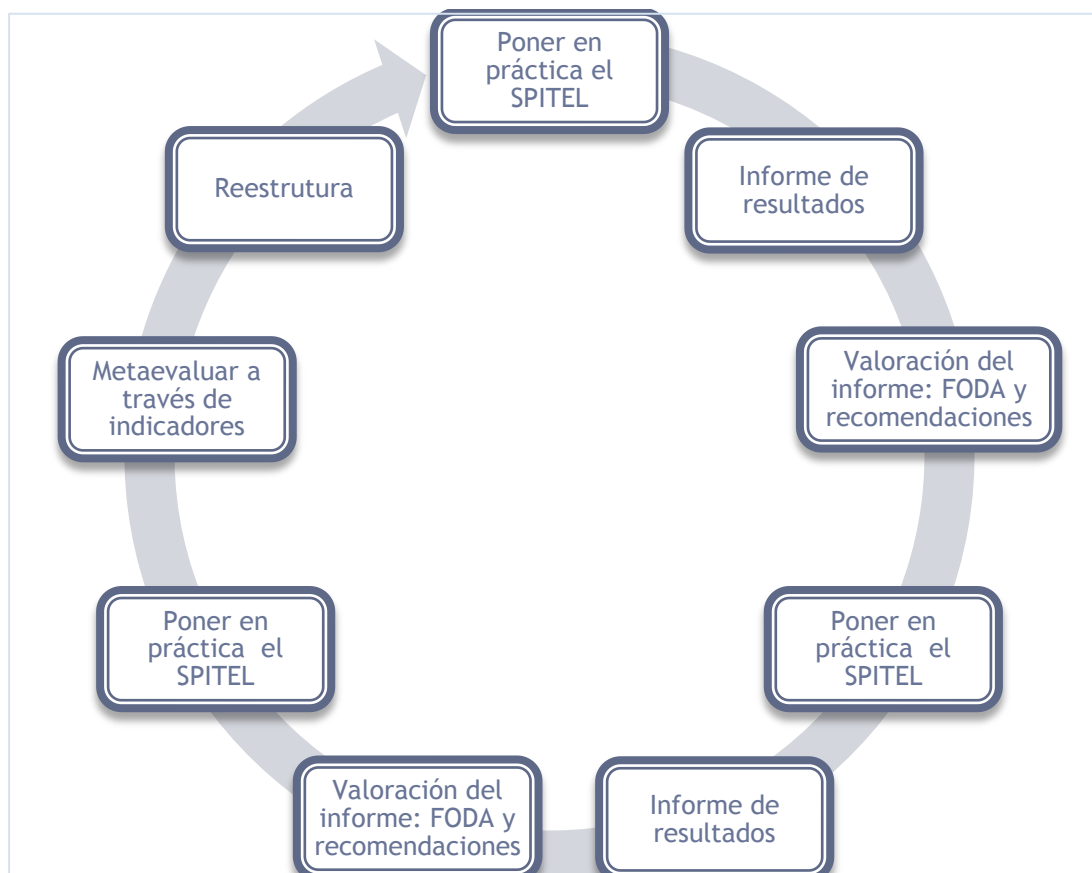 Poner en
práctica el
SPITEL
Informe de
resultados
Valoración del
informe: FODA y
recomendaciones
Poner en
práctica el
SPITEL
Informe de
resultados
Valoración del
informe: FODA y
recomendaciones
Poner en
práctica el
SPITEL
Metaevaluar a
través de
indicadores
Reestrutura